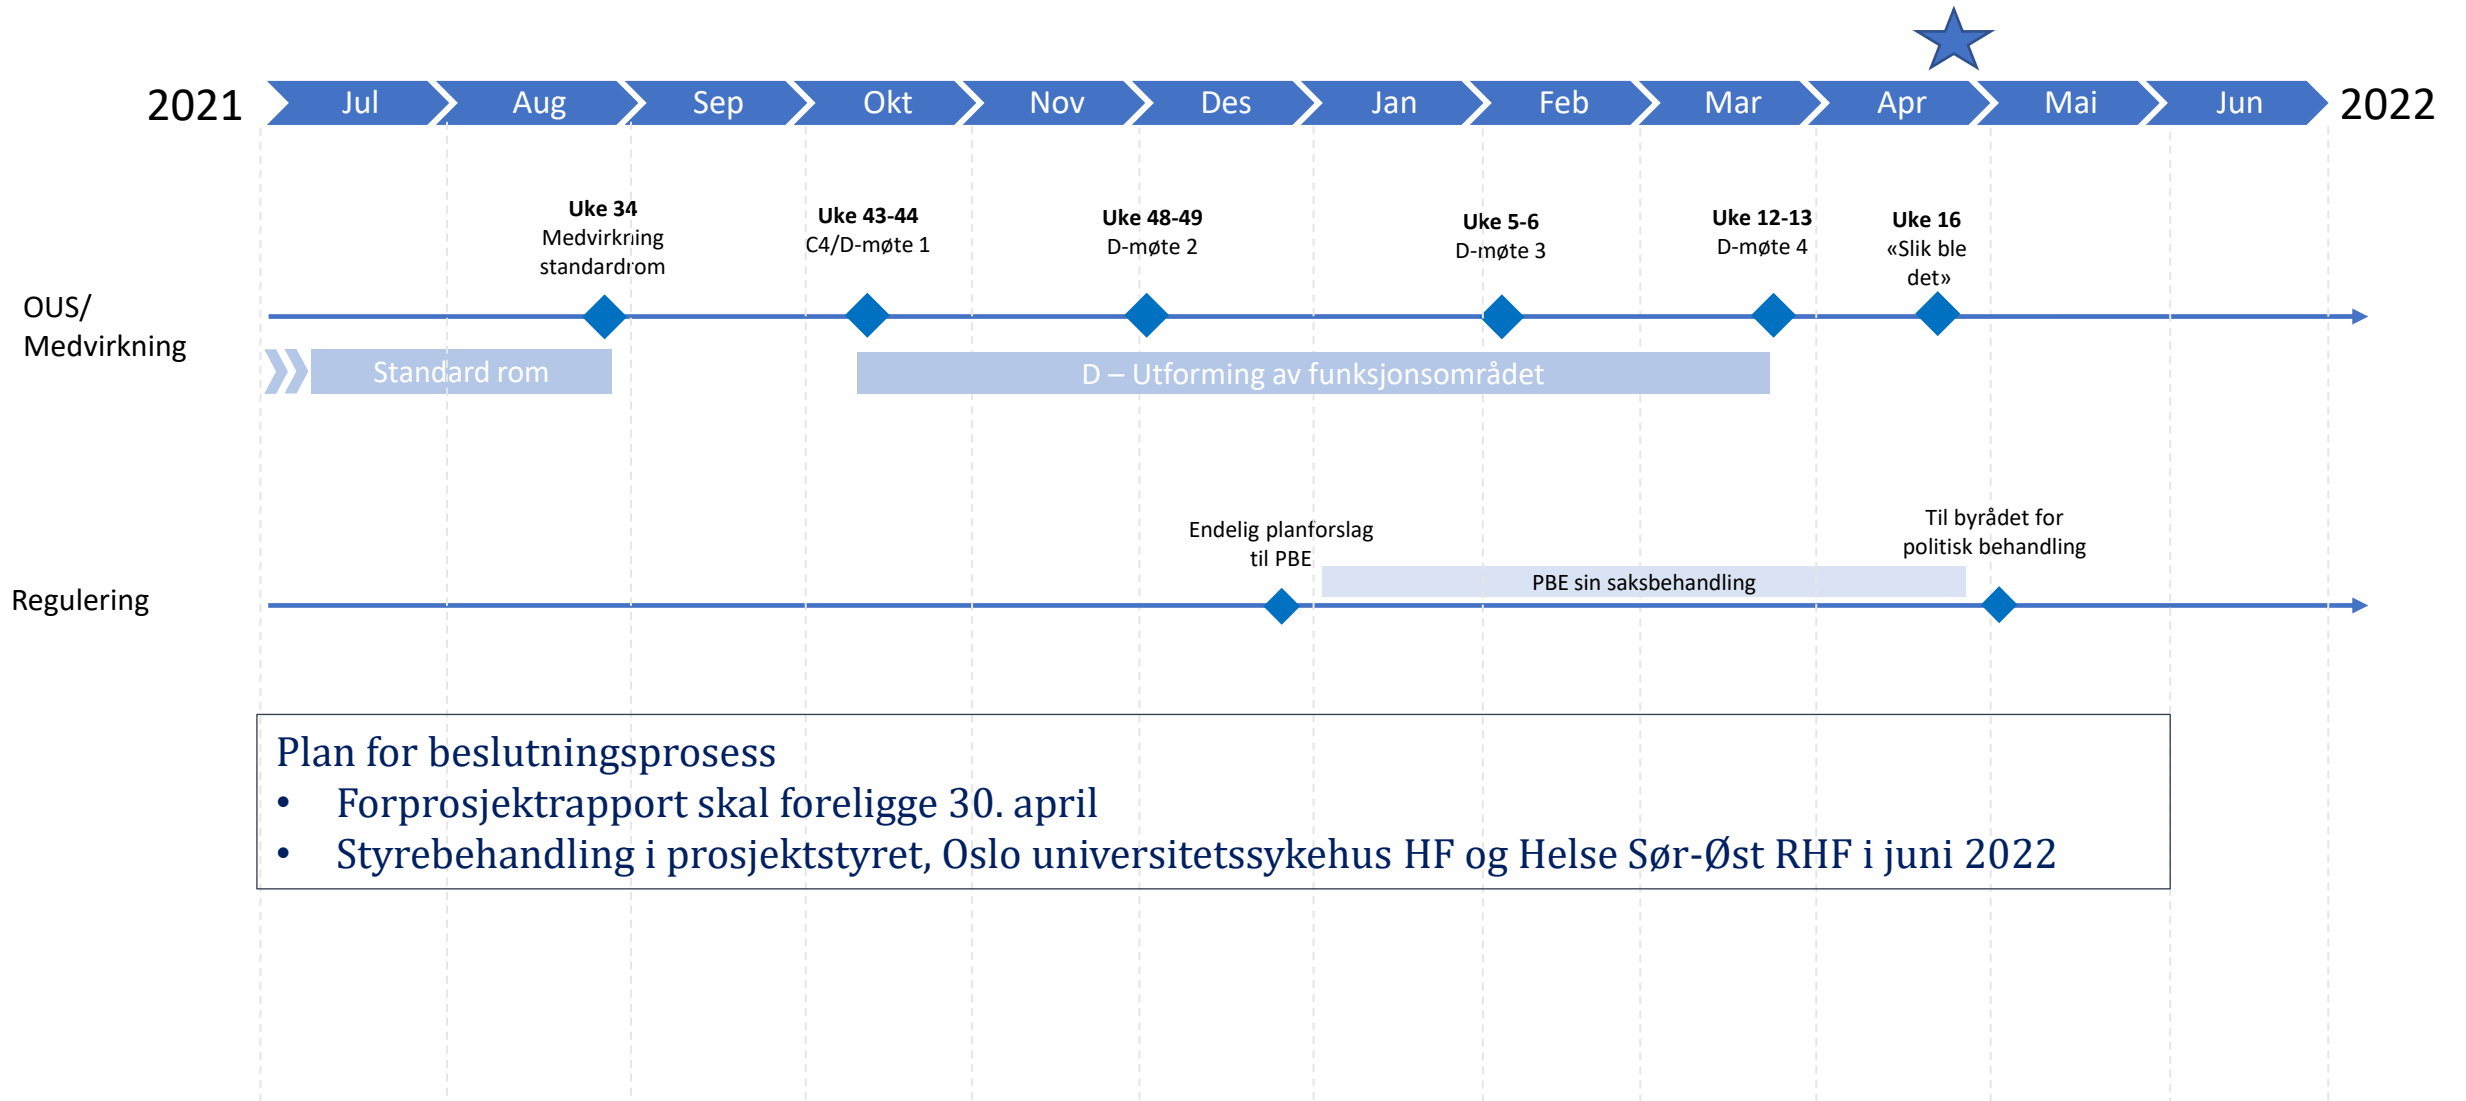 2021
Jul
Aug
Sep
Okt
Nov
Des
Jan
Feb
Mar
Apr
Mai
Jun
2022
Uke 34
Medvirkning
standardrom
Uke 43-44
C4/D-møte 1
Uke 48-49
D-møte 2
Uke 5-6
D-møte 3
Uke 12-13
D-møte 4
Uke 16
«Slik ble
det»
OUS/
Medvirkning
Standard rom
D – Utforming av funksjonsområdet
Endelig planforslag
til PBE
Til byrådet for
politisk behandling
PBE sin saksbehandling
Regulering
Plan for beslutningsprosess
• Forprosjektrapport skal foreligge 30. april
• Styrebehandling i prosjektstyret, Oslo universitetssykehus HF og Helse Sør-Øst RHF i juni 2022